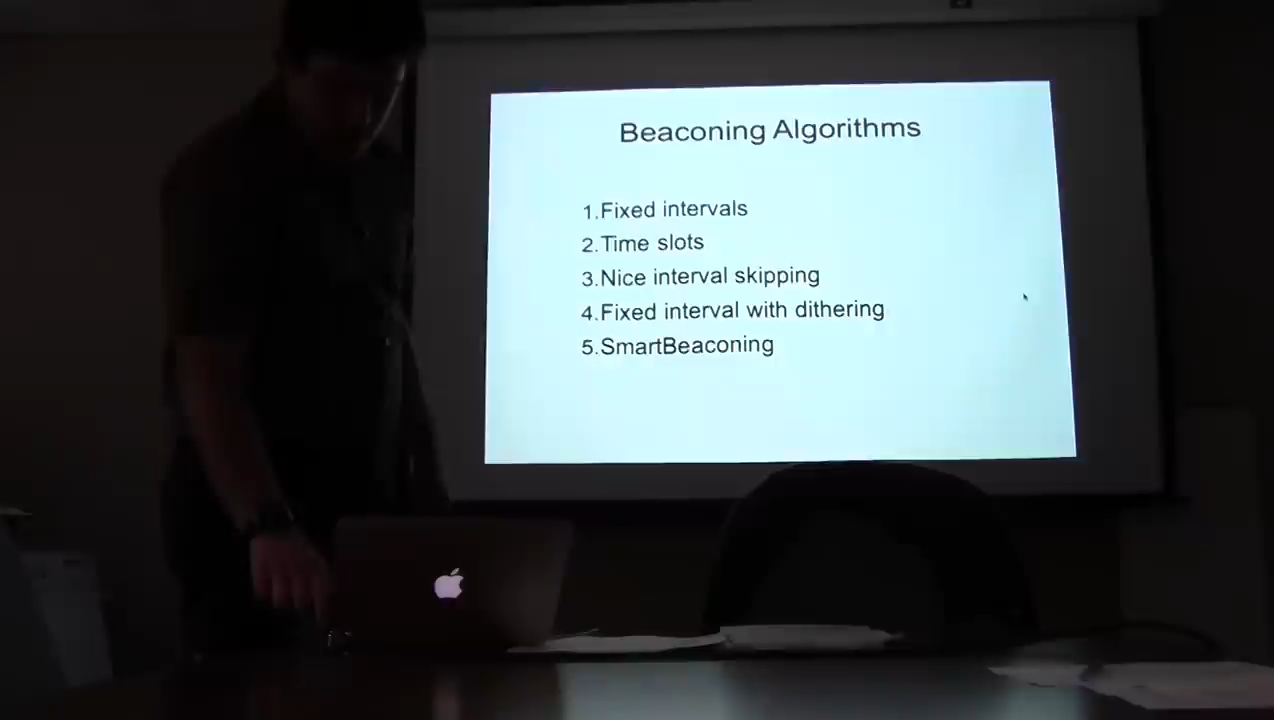 Beaconing Algorithms
1.Fixed intervals
2.Time slots
3.Nice interval skipping
4.Fixed interval with dithering
5.SmartBeaconing